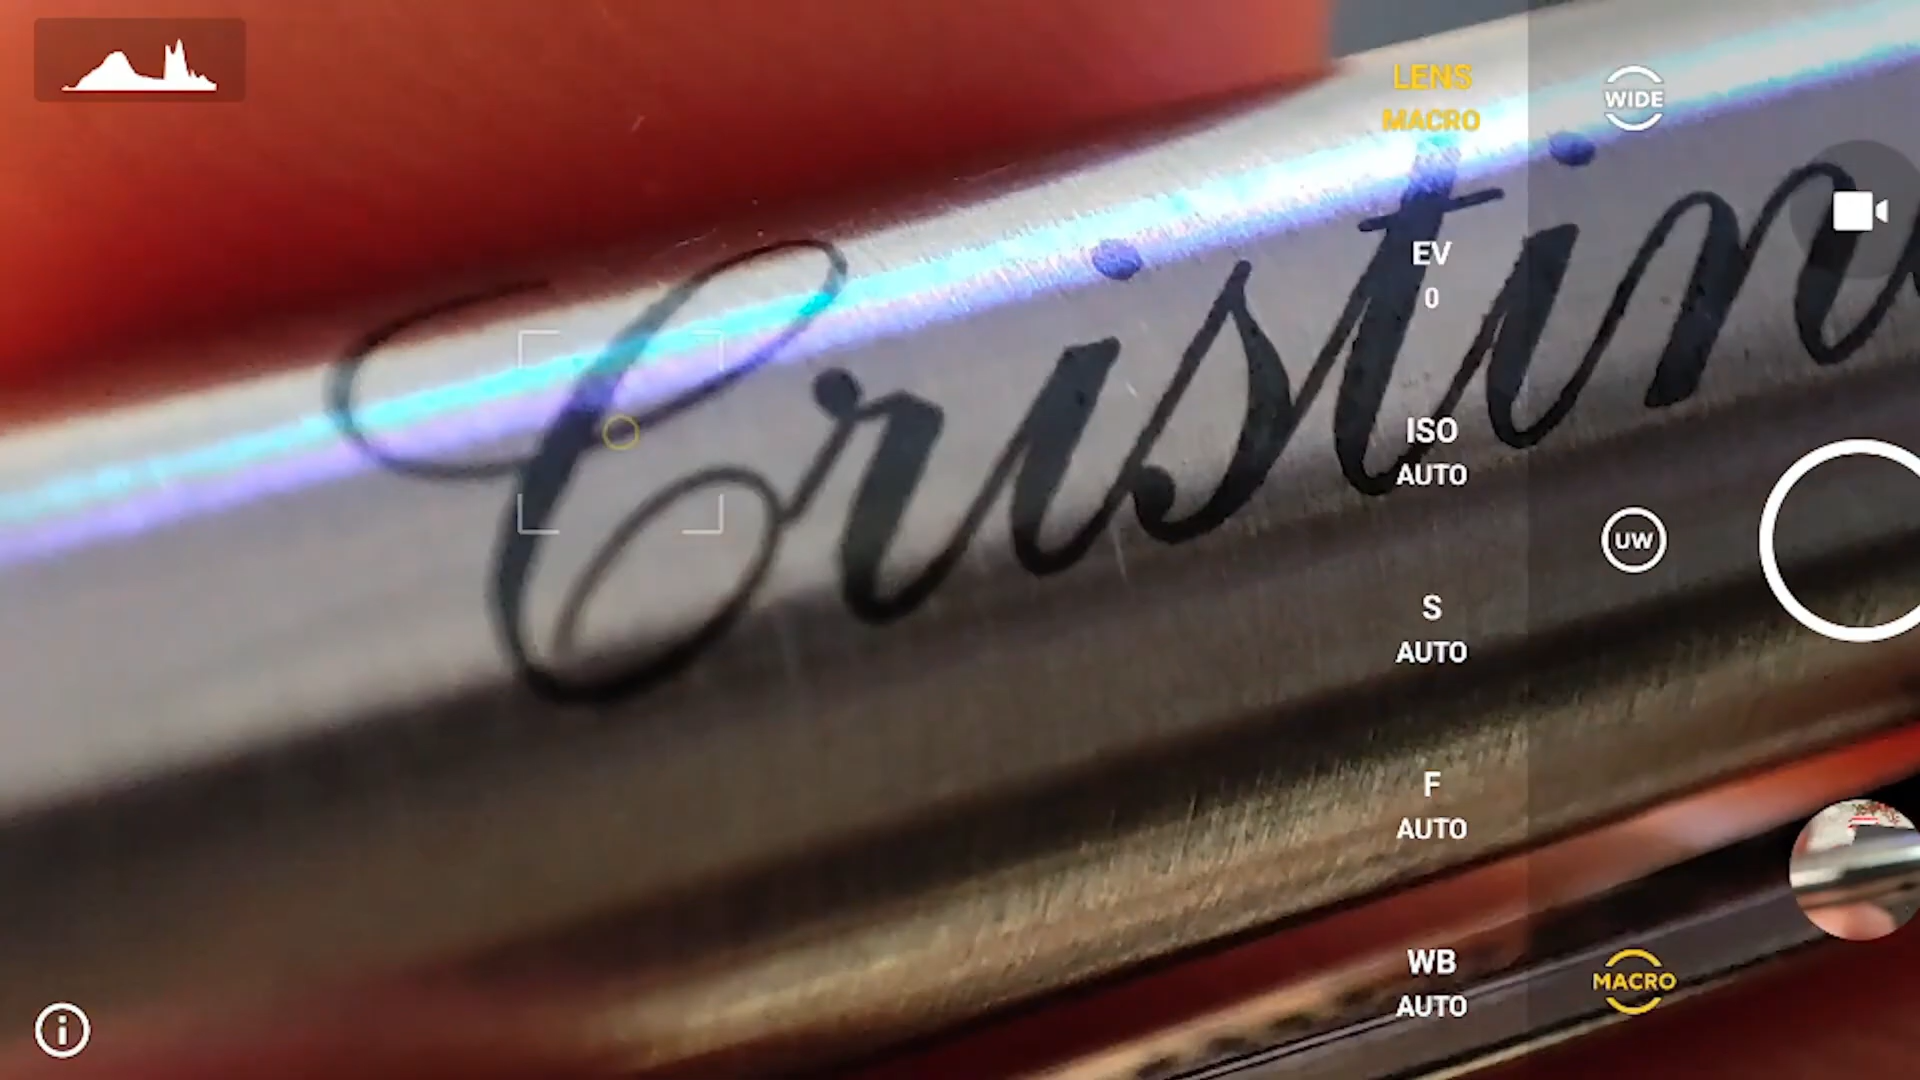 LENS
MACRO
WIDE
EV
0
Cristin
ISO
AUTO
UW
S
AUTO
F
AUTO
WB
AUTO
MACRO